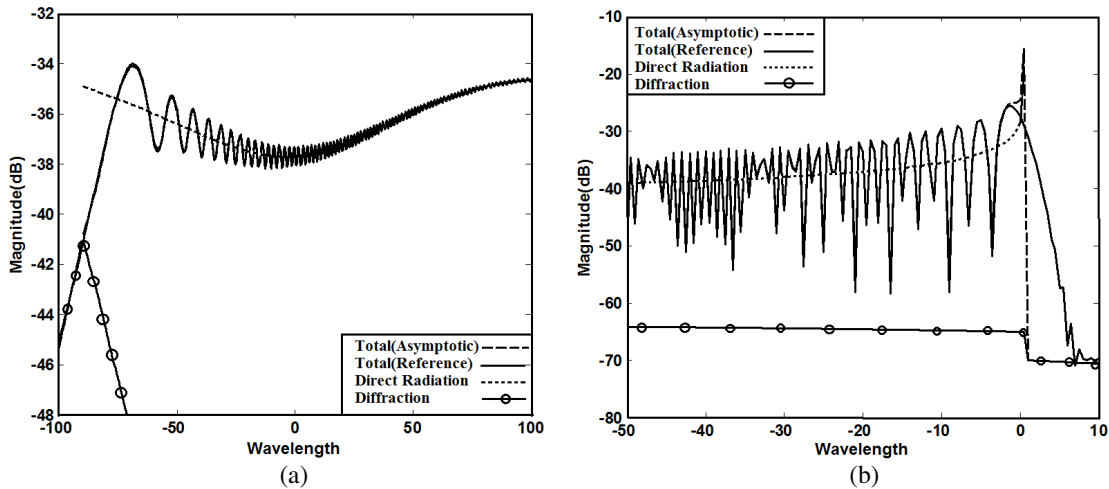 -32
-34
-36
-38
-40
-42
-44
-46
-48
Magnitude(dB)
-100
-50
0
50
100
Wavelength
Total(Asymptotic)
Total(Reference)
Direct Radiation
Diffraction
(a)
-10
-20
-30
-40
-50
-60
-70
-80
Magnitude(dB)
Total(Asymptotic)
Total(Reference)
Direct Radiation
Diffraction
-50
-40
-30
-20
-10
0
10
Wavelength
(b)